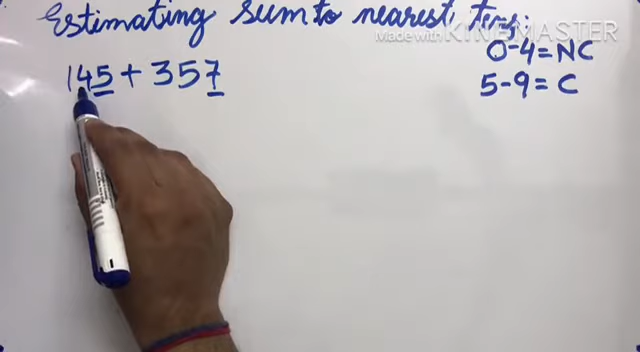 Estimating sum to nearest tens:
Made with KINEMASTER
0-4=NC
145+357
5-9=C